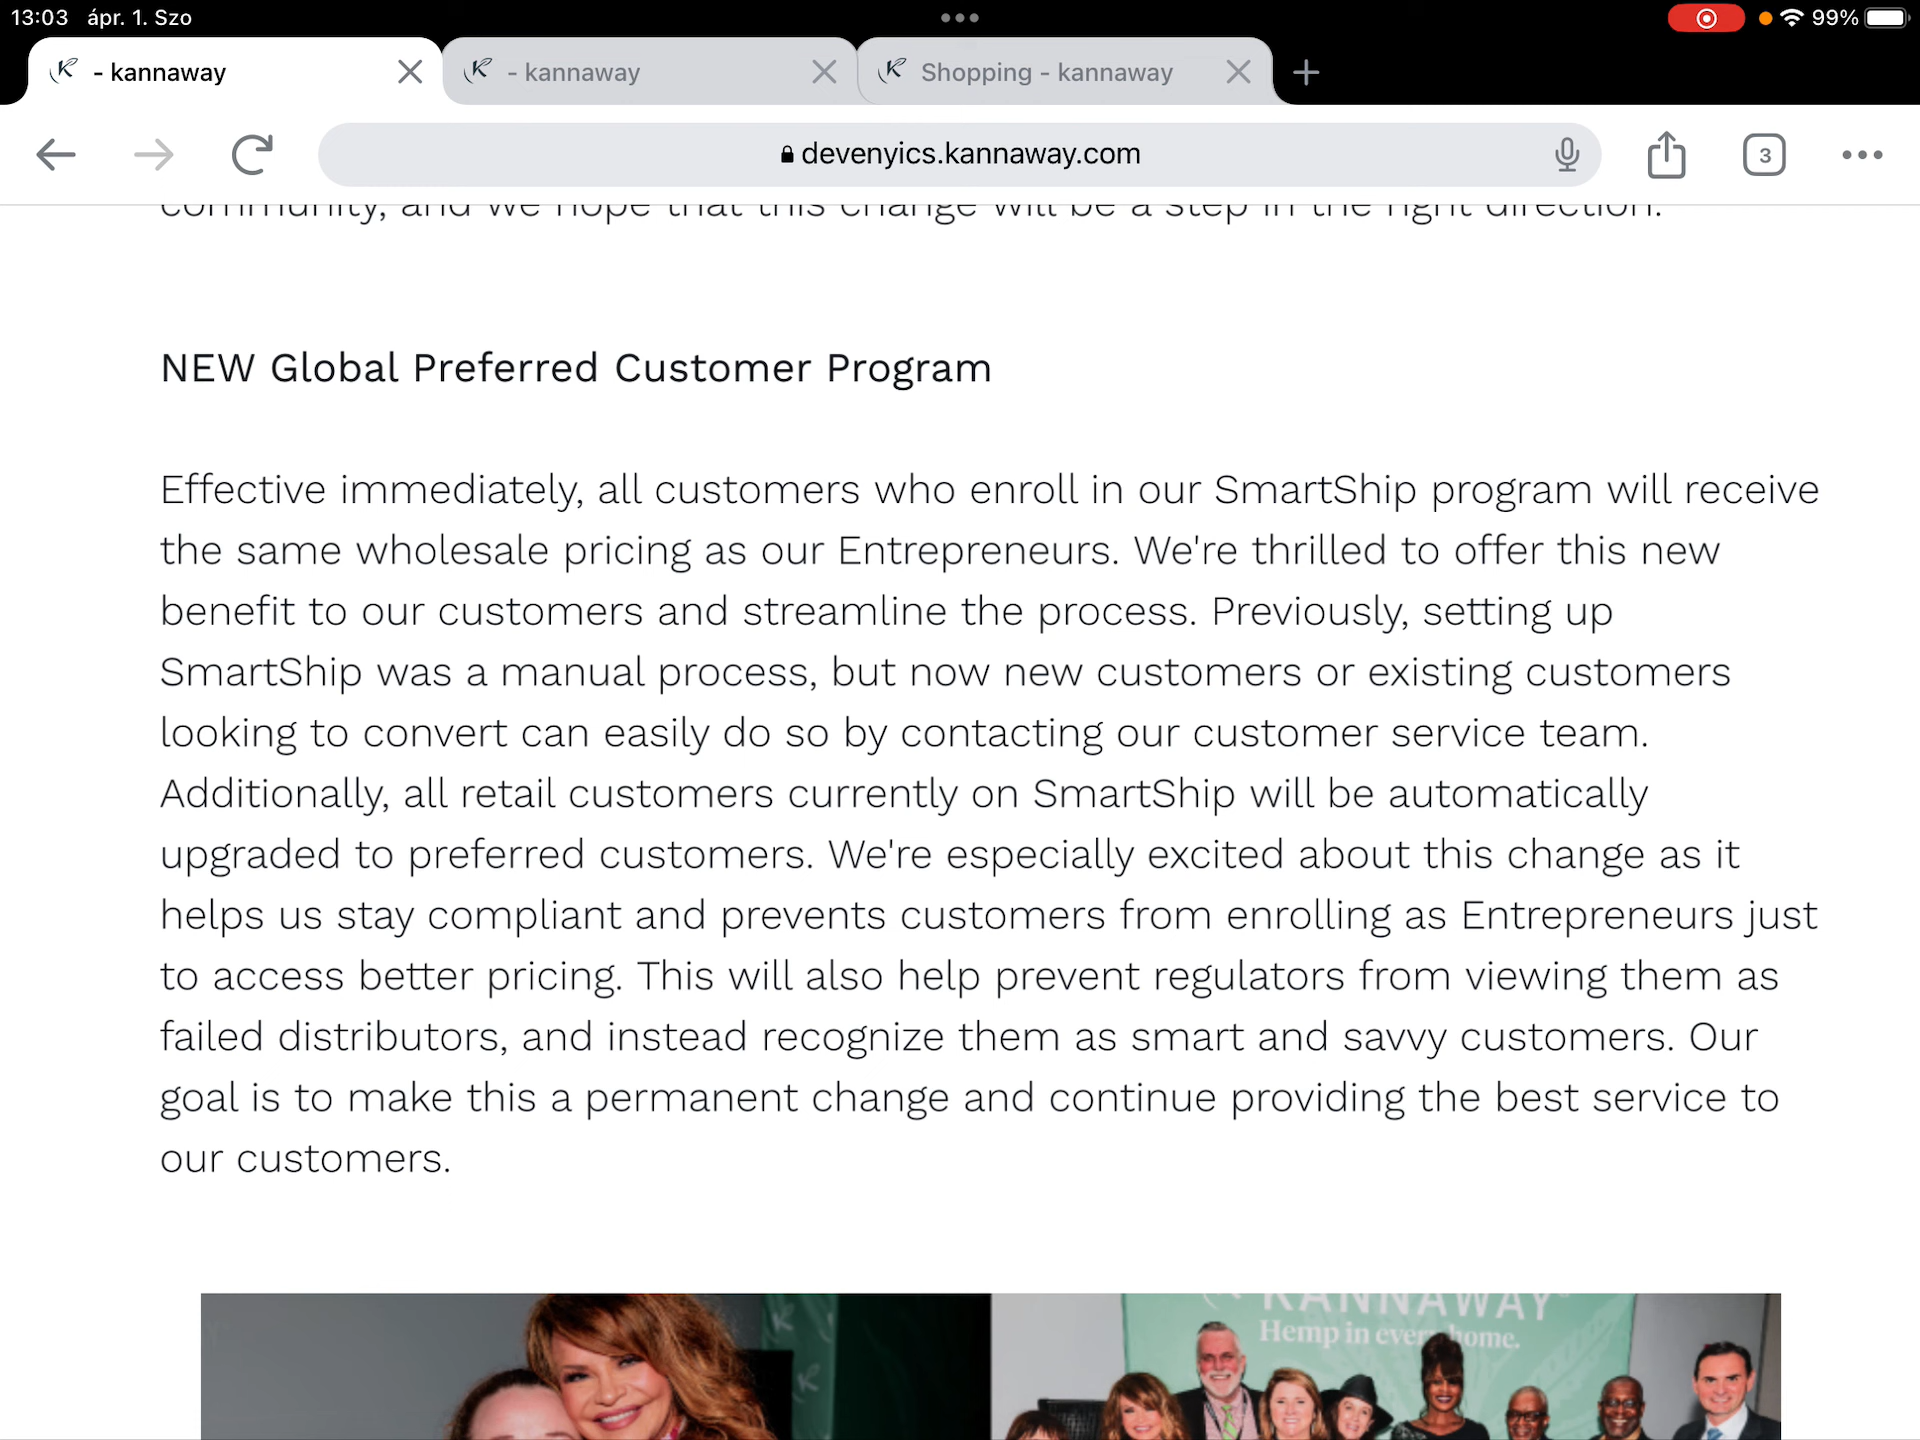 13:03 ápr. 1. Szo
99%
- kannaway
- kannaway
Shopping - kannaway
devenyics.kannaway.com
3
community, and we hope that this change will be a step in the right direction.
NEW Global Preferred Customer Program
Effective immediately, all customers who enroll in our SmartShip program will receive
the same wholesale pricing as our Entrepreneurs. We're thrilled to offer this new
benefit to our customers and streamline the process. Previously, setting up
SmartShip was a manual process, but now new customers or existing customers
looking to convert can easily do so by contacting our customer service team.
Additionally, all retail customers currently on SmartShip will be automatically
upgraded to preferred customers. We're especially excited about this change as it
helps us stay compliant and prevents customers from enrolling as Entrepreneurs just
to access better pricing. This will also help prevent regulators from viewing them as
failed distributors, and instead recognize them as smart and savvy customers. Our
goal is to make this a permanent change and continue providing the best service to
our customers.
KANNAWAY
Hemp in every home.